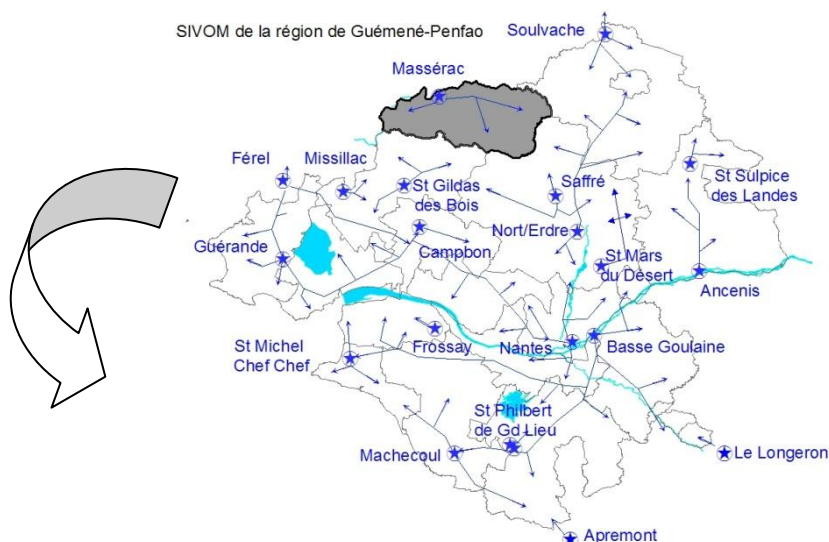 SIVOM de la région de Guémené-Penfao
Soulvache
Massérac
Férel
Missillac
St Gildas
des Bois
Saffré
St Sulpice
des Landes
Guérande
Campbon
Nort/Erdre
St Mars
du Désert
Ancenis
St Michel
Chef Chef
Frossay
Nantes
Basse Goulaine
St Philbert
de Gd Lieu
Machecoul
Le Longeron
Apremont